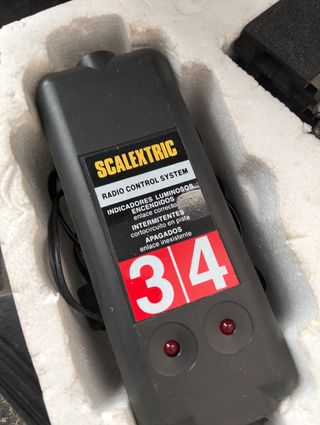 SCALEXTRIC
RADIO CONTROL SYSTEM
INDICADORES LUMINOSOS
ENCENDIDOS
enlace correcto
INTERMITENTES
cortocircuito en pista
APAGADOS
enlace inexistente
3 4